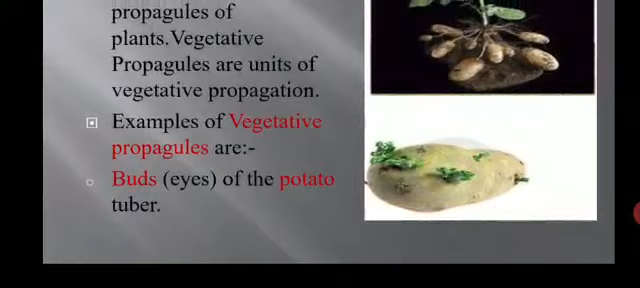 propagules of
plants.Vegetative
Propagules are units of
vegetative propagation.
Examples of Vegetative
propagules are:-
Buds (eyes) of the potato
tuber.